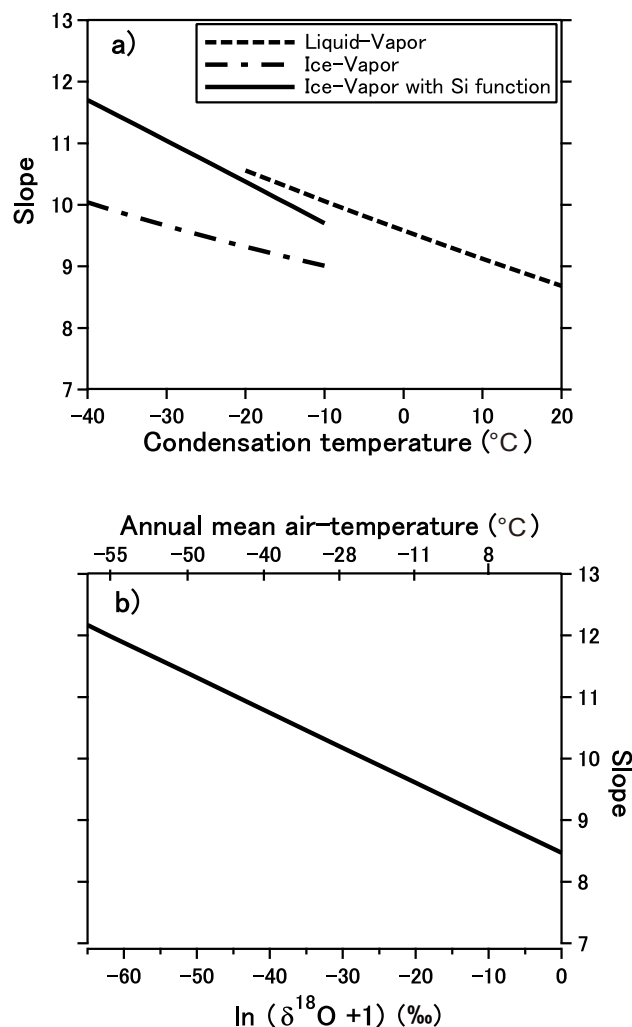 a)
Liquid-Vapor
Ice-Vapor
Ice-Vapor with Si function
13
12
11
10
9
8
7
Slope
−40 −30 −20 −10 0 10 20
Condensation temperature (°C)
Annual mean air-temperature (°C)
−55 −50 −40 −28 −11 8
b)
13
12
11
10
9
8
7
Slope
−60 −50 −40 −30 −20 −10 0
ln (δ¹⁸O +1) (‰)